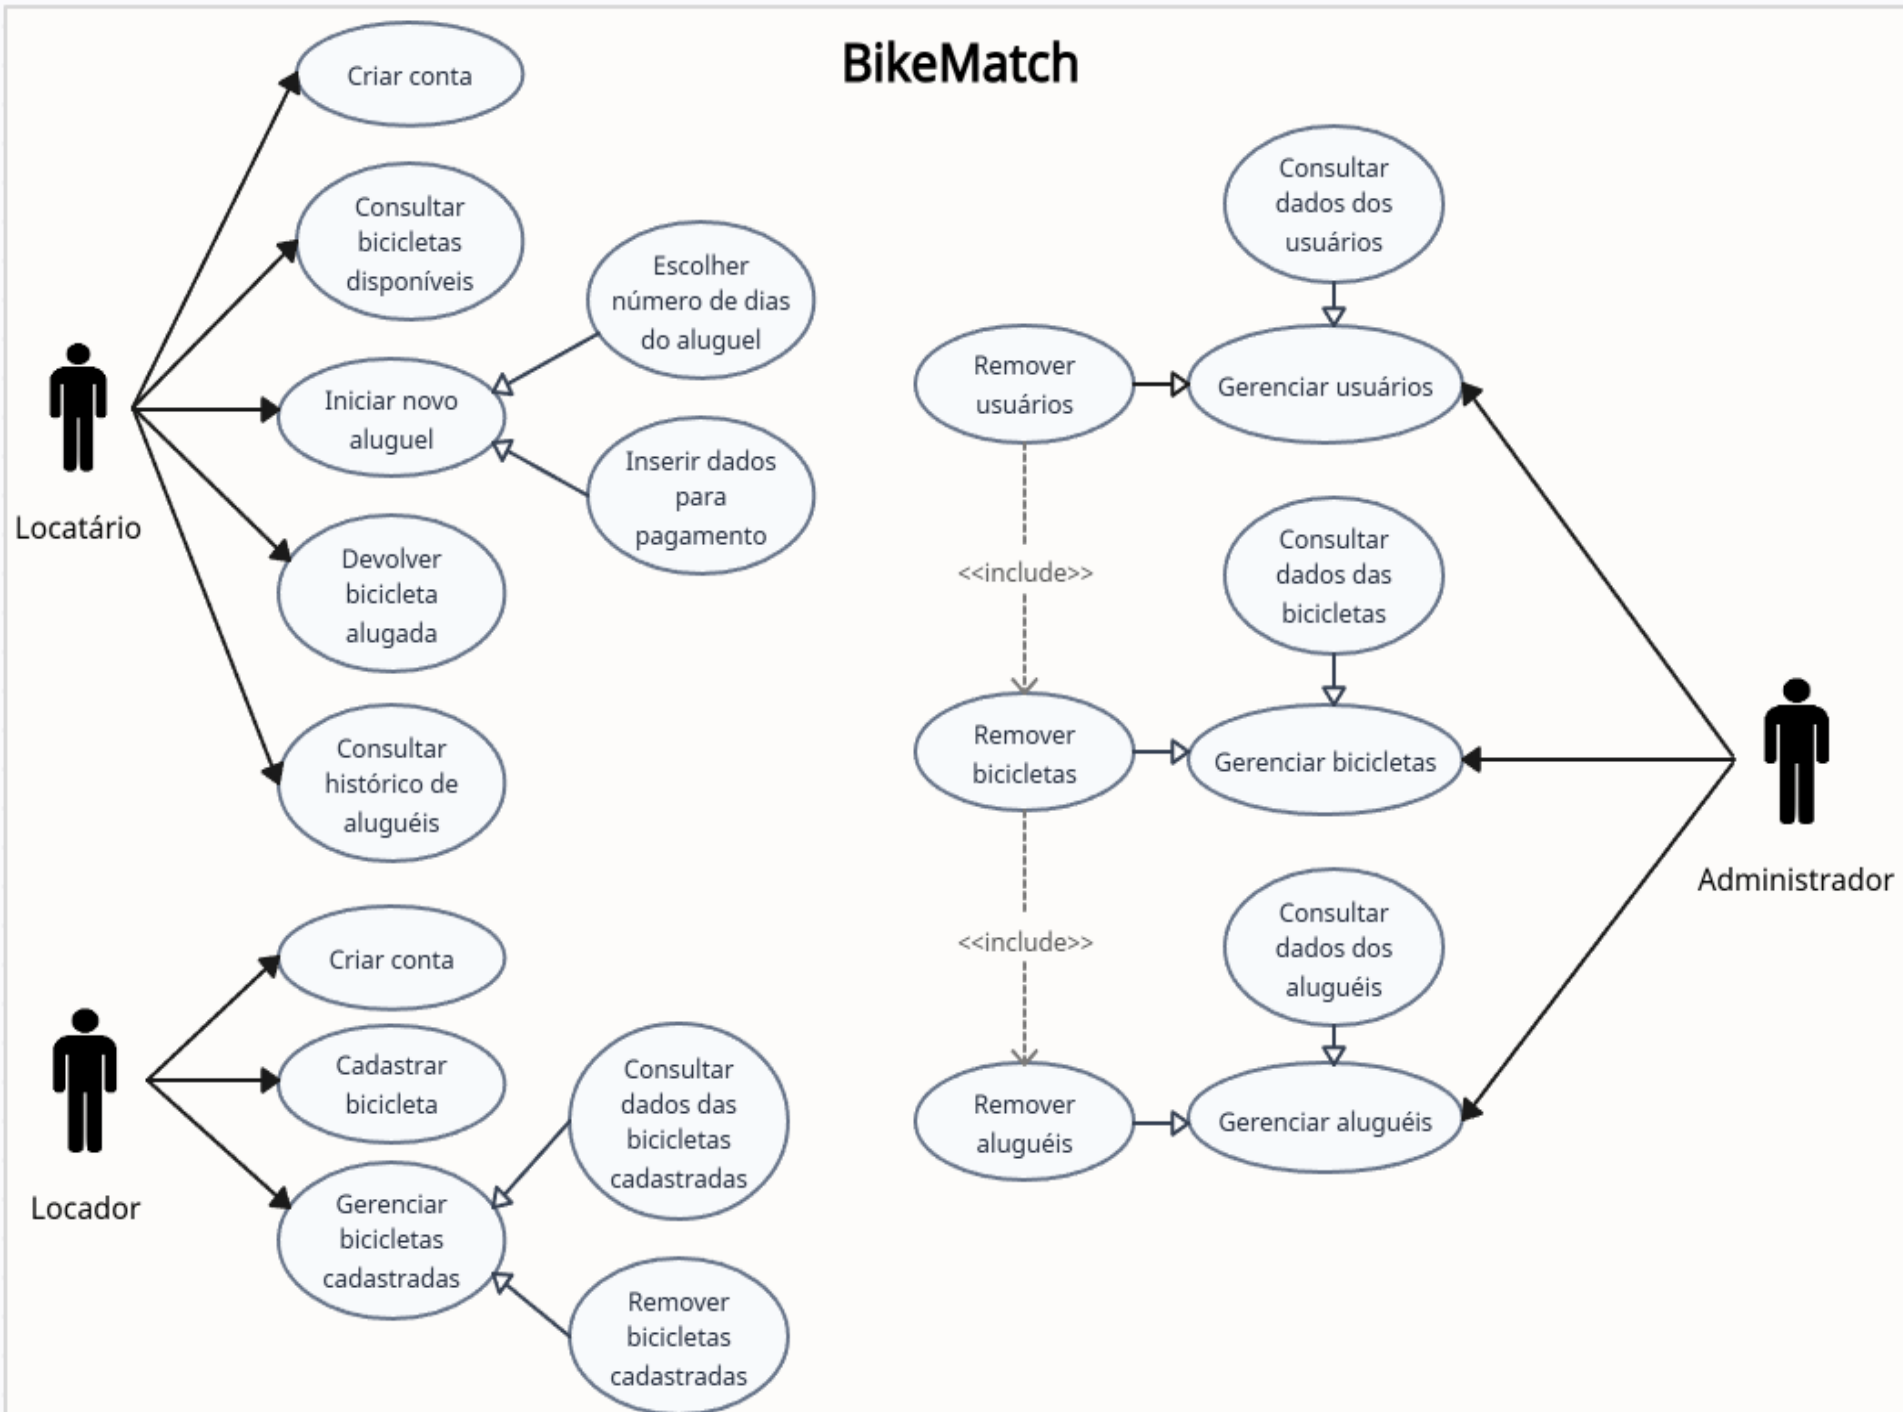 BikeMatch
Criar conta
Consultar
bicicletas
disponíveis
Escolher
número de dias
do aluguel
Iniciar novo
aluguel
Inserir dados
para
pagamento
Locatário
Devolver
bicicleta
alugada
Consultar
histórico de
aluguéis
Criar conta
Cadastrar
bicicleta
Locador
Gerenciar
bicicletas
cadastradas
Consultar
dados das
bicicletas
cadastradas
Remover
bicicletas
cadastradas
Consultar
dados dos
usuários
Remover
usuários
Gerenciar usuários
<<include>>
Consultar
dados das
bicicletas
Remover
bicicletas
Gerenciar bicicletas
Administrador
<<include>>
Consultar
dados dos
aluguéis
Remover
aluguéis
Gerenciar aluguéis